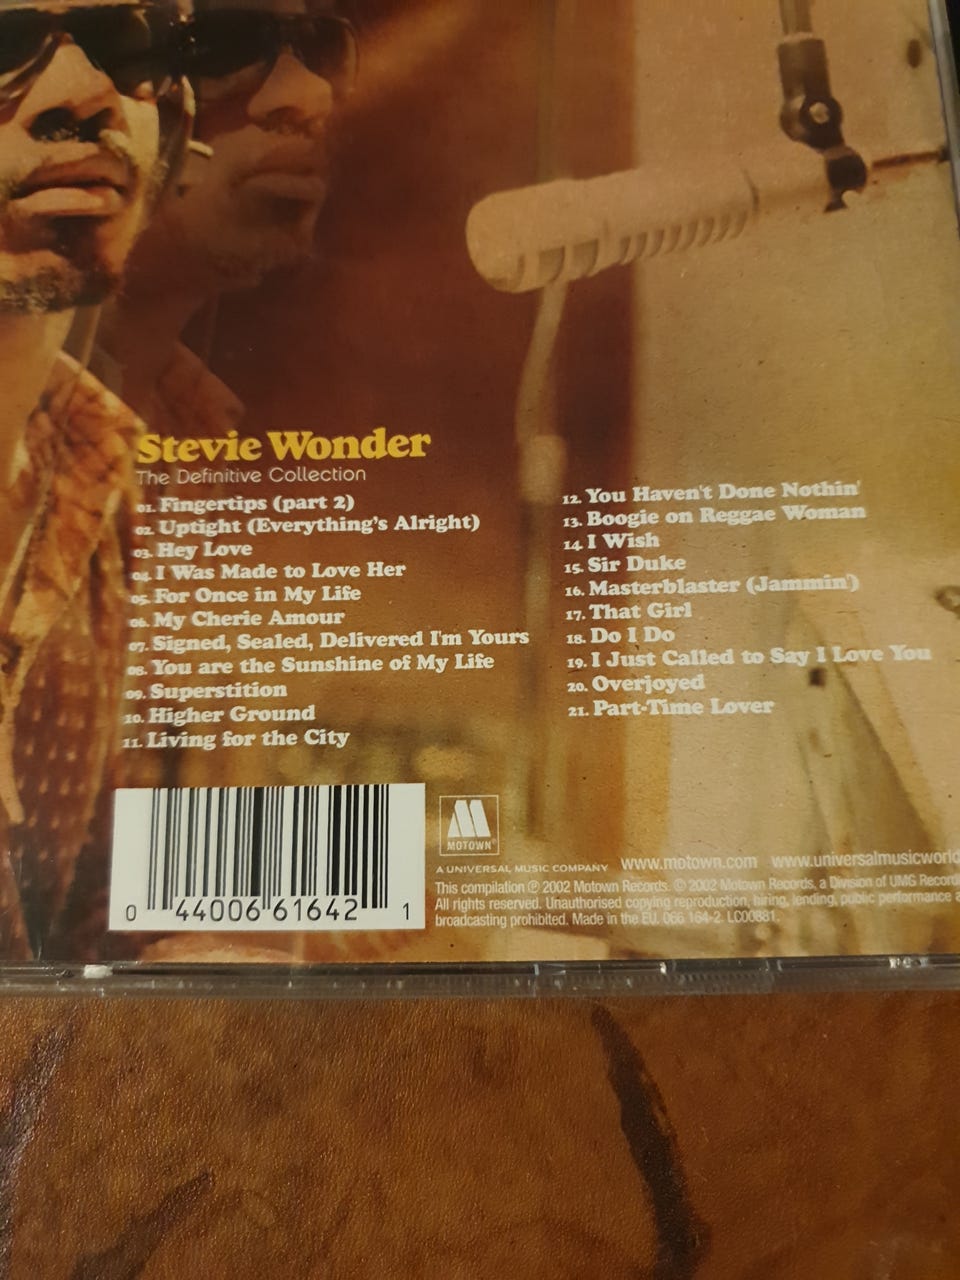 Stevie Wonder
The Definitive Collection
01. Fingertips (part 2)
02. Uptight (Everything's Alright)
03. Hey Love
04. I Was Made to Love Her
05. For Once in My Life
06. My Cherie Amour
07. Signed, Sealed, Delivered I'm Yours
08. You are the Sunshine of My Life
09. Superstition
10. Higher Ground
11. Living for the City
12. You Haven't Done Nothin'
13. Boogie on Reggae Woman
14. I Wish
15. Sir Duke
16. Masterblaster (Jammin')
17. That Girl
18. Do I Do
19. I Just Called to Say I Love You
20. Overjoyed
21. Part-Time Lover
0 44006 61642 1
MOTOWN®
A UNIVERSAL MUSIC COMPANY www.motown.com www.universalmusicworld
This compilation ℗ 2002 Motown Records. © 2002 Motown Records, a Division of UMG Record
All rights reserved. Unauthorised copying reproduction, hiring, lending, public performance a
broadcasting prohibited. Made in the EU. 066 164-2. LC00881.